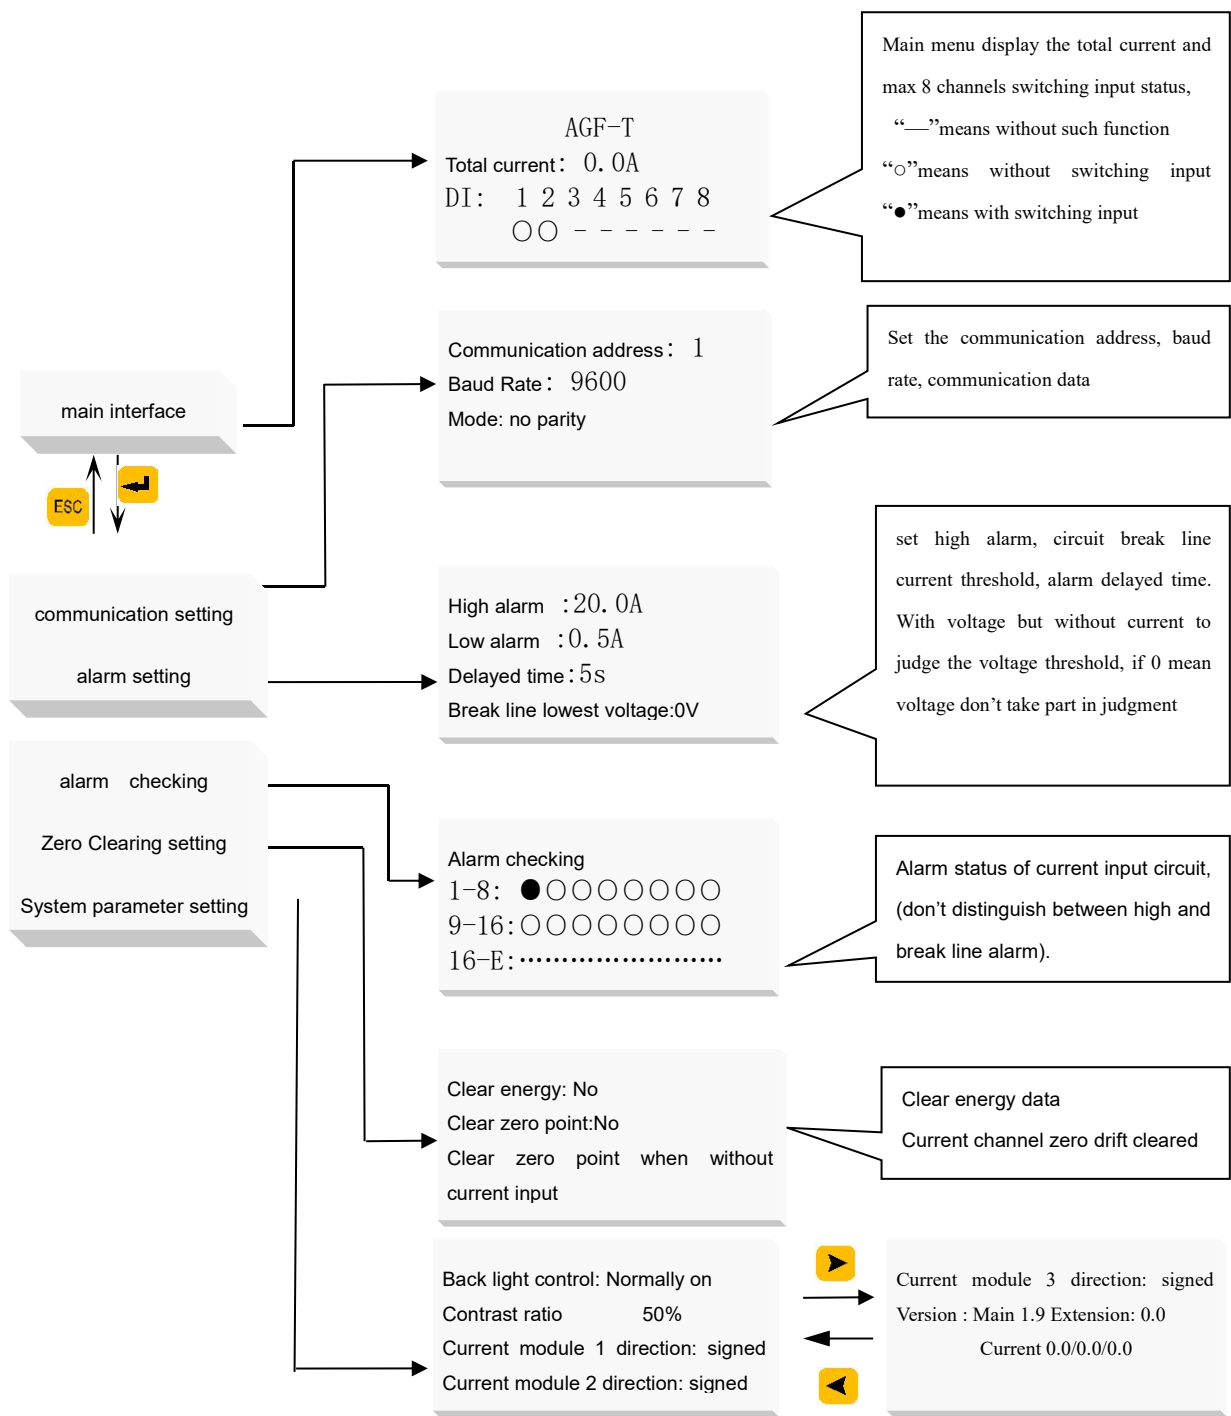 Main menu display the total current and
max 8 channels switching input status,
“—”means without such function
“○”means without switching input
“●”means with switching input
AGF-T
Total current: 0.0A
DI: 1 2 3 4 5 6 7 8
○○ - - - - - -
Set the communication address, baud
rate, communication data
Communication address: 1
Baud Rate: 9600
Mode: no parity
main interface
ESC
communication setting
alarm setting
set high alarm, circuit break line
current threshold, alarm delayed time.
With voltage but without current to
judge the voltage threshold, if 0 mean
voltage don’t take part in judgment
High alarm :20.0A
Low alarm :0.5A
Delayed time:5s
Break line lowest voltage:0V
alarm checking
Zero Clearing setting
System parameter setting
Alarm checking
1-8: ●○○○○○○○
9-16:○○○○○○○○
16-E:························
Alarm status of current input circuit,
(don’t distinguish between high and
break line alarm).
Clear energy: No
Clear zero point:No
Clear zero point when without
current input
Clear energy data
Current channel zero drift cleared
Back light control: Normally on
Contrast ratio 50%
Current module 1 direction: signed
Current module 2 direction: signed
Current module 3 direction: signed
Version : Main 1.9 Extension: 0.0
Current 0.0/0.0/0.0